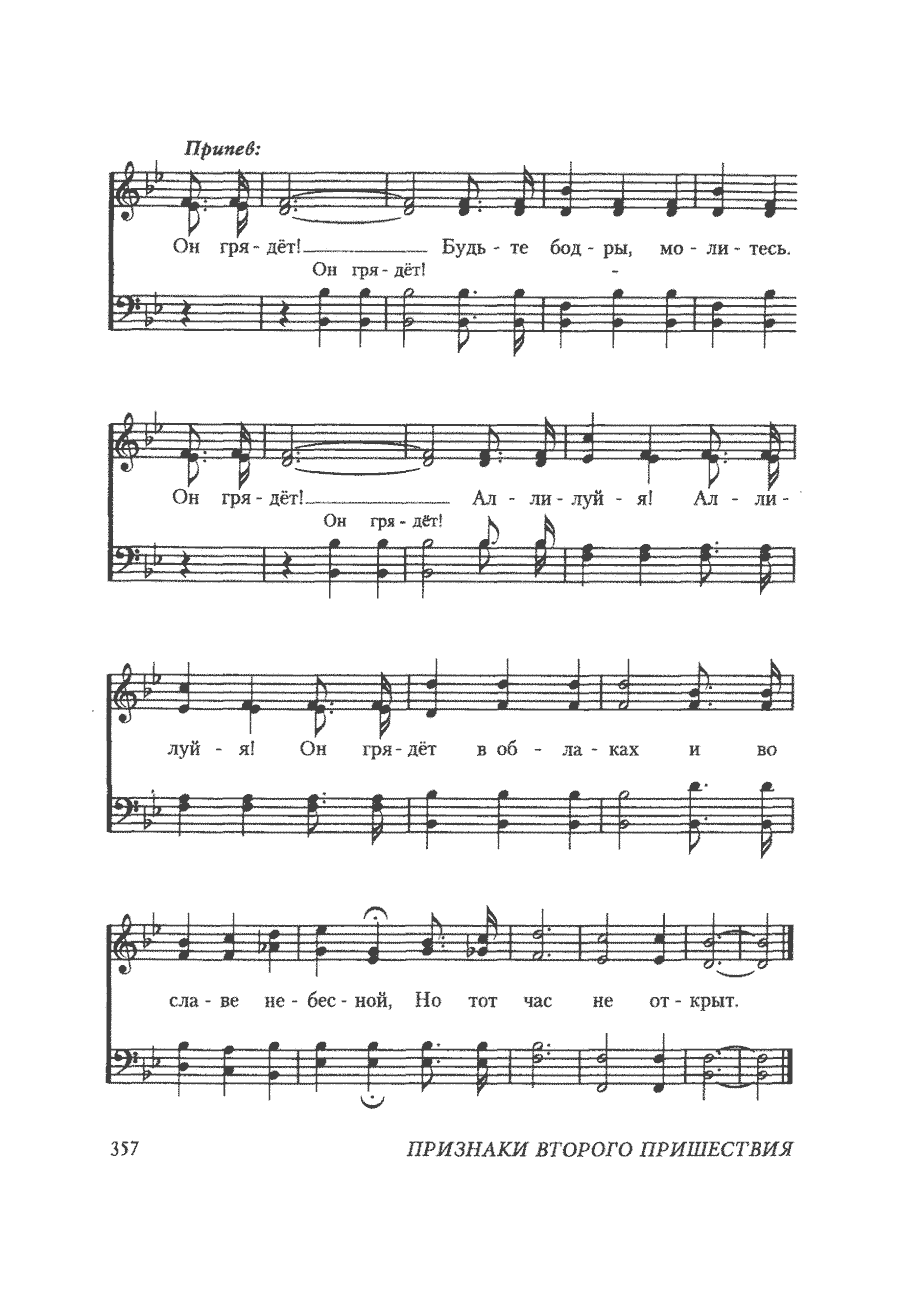 Припев:
Он гря - дёт! Будь - те бод - ры, мо - ли - тесь.
Он гря - дёт!
Он гря - дёт! Ал - ли - луй - я! Ал - ли -
Он гря - дёт!
луй - я! Он гря - дёт в об - ла - ках и во
сла - ве не - бес - ной, Но тот час не от - крыт.
357 ПРИЗНАКИ ВТОРОГО ПРИШЕСТВИЯ